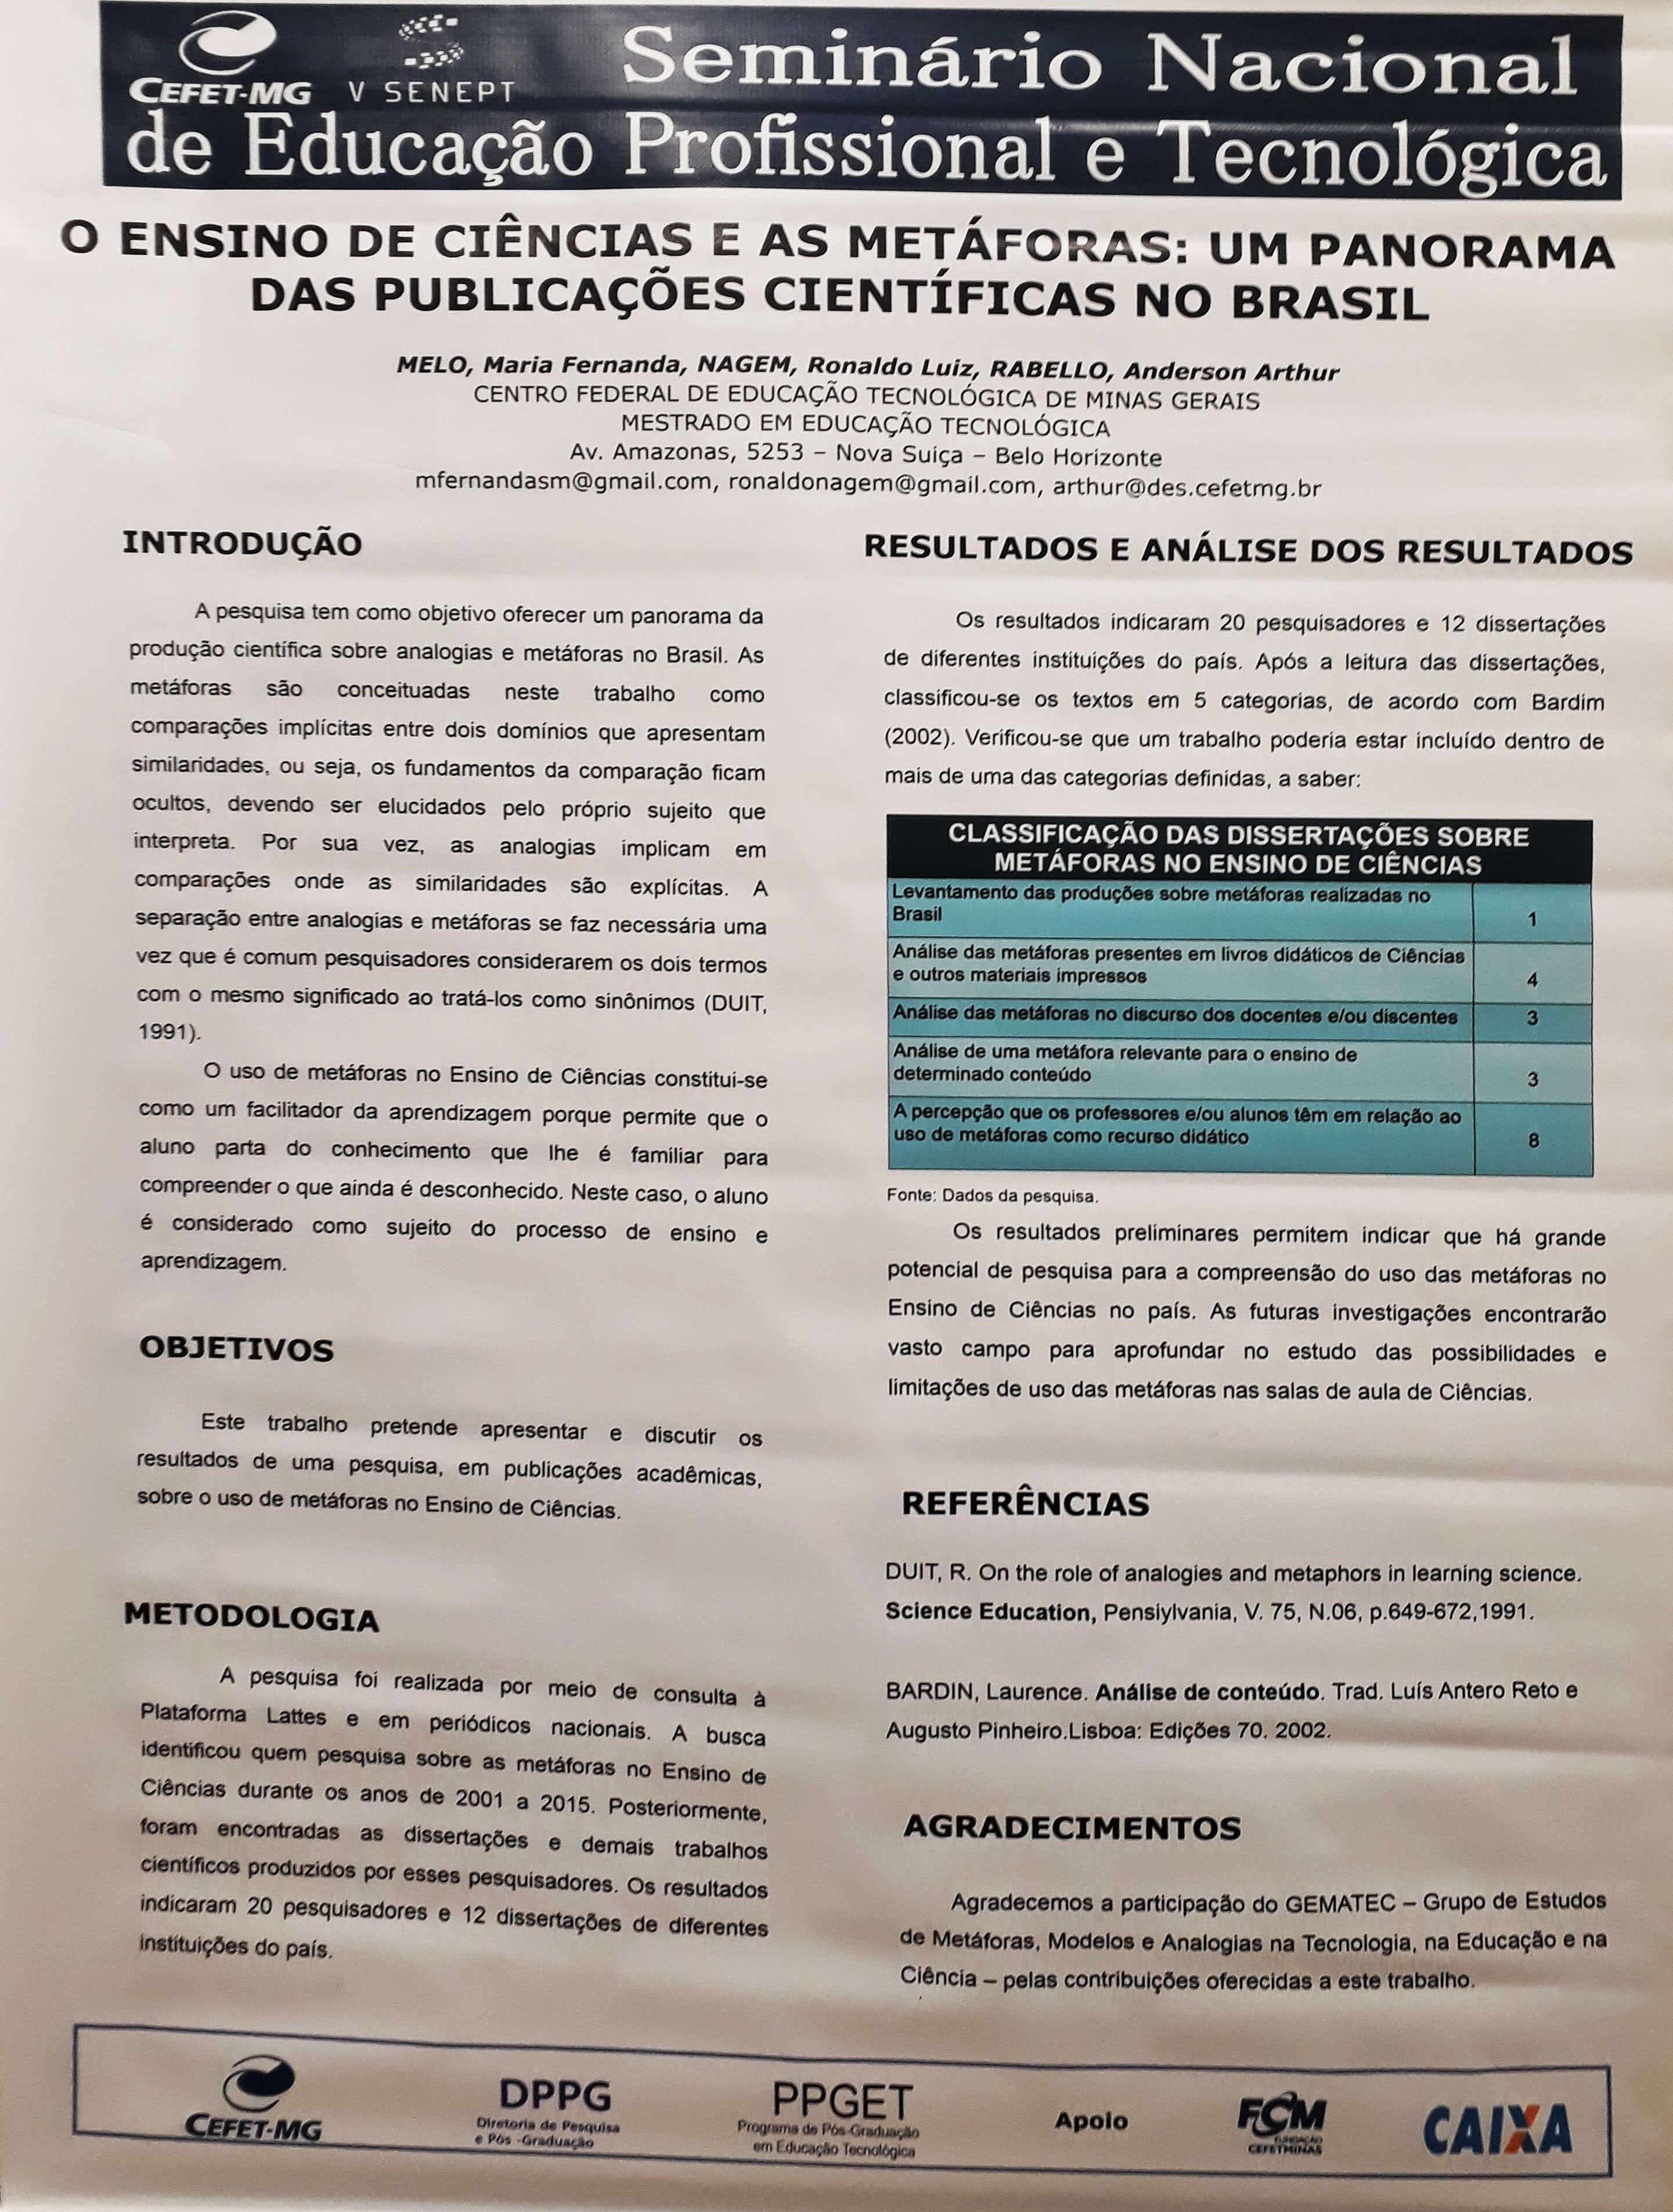 CEFET-MG V SENEPT Seminário Nacional
de Educação Profissional e Tecnológica
O ENSINO DE CIÊNCIAS E AS METÁFORAS: UM PANORAMA
DAS PUBLICAÇÕES CIENTÍFICAS NO BRASIL
MELO, Maria Fernanda, NAGEM, Ronaldo Luiz, RABELLO, Anderson Arthur
CENTRO FEDERAL DE EDUCAÇÃO TECNOLÓGICA DE MINAS GERAIS
MESTRADO EM EDUCAÇÃO TECNOLÓGICA
Av. Amazonas, 5253 – Nova Suiça – Belo Horizonte
mfernandasm@gmail.com, ronaldonagem@gmail.com, arthur@des.cefetmg.br
INTRODUÇÃO
A pesquisa tem como objetivo oferecer um panorama da
produção científica sobre analogias e metáforas no Brasil. As
metáforas são conceituadas neste trabalho como
comparações implícitas entre dois domínios que apresentam
similaridades, ou seja, os fundamentos da comparação ficam
ocultos, devendo ser elucidados pelo próprio sujeito que
interpreta. Por sua vez, as analogias implicam em
comparações onde as similaridades são explícitas. A
separação entre analogias e metáforas se faz necessária uma
vez que é comum pesquisadores considerarem os dois termos
com o mesmo significado ao tratá-los como sinônimos (DUIT,
1991).
O uso de metáforas no Ensino de Ciências constitui-se
como um facilitador da aprendizagem porque permite que o
aluno parta do conhecimento que lhe é familiar para
compreender o que ainda é desconhecido. Neste caso, o aluno
é considerado como sujeito do processo de ensino e
aprendizagem.
OBJETIVOS
Este trabalho pretende apresentar e discutir os
resultados de uma pesquisa, em publicações acadêmicas,
sobre o uso de metáforas no Ensino de Ciências.
METODOLOGIA
A pesquisa foi realizada por meio de consulta à
Plataforma Lattes e em periódicos nacionais. A busca
identificou quem pesquisa sobre as metáforas no Ensino de
Ciências durante os anos de 2001 a 2015. Posteriormente,
foram encontradas as dissertações e demais trabalhos
científicos produzidos por esses pesquisadores. Os resultados
indicaram 20 pesquisadores e 12 dissertações de diferentes
instituições do país.
RESULTADOS E ANÁLISE DOS RESULTADOS
Os resultados indicaram 20 pesquisadores e 12 dissertações
de diferentes instituições do país. Após a leitura das dissertações,
classificou-se os textos em 5 categorias, de acordo com Bardim
(2002). Verificou-se que um trabalho poderia estar incluído dentro de
mais de uma das categorias definidas, a saber:
CLASSIFICAÇÃO DAS DISSERTAÇÕES SOBRE
METÁFORAS NO ENSINO DE CIÊNCIAS
Levantamento das produções sobre metáforas realizadas no
Brasil 1
Análise das metáforas presentes em livros didáticos de Ciências
e outros materiais impressos 4
Análise das metáforas no discurso dos docentes e/ou discentes 3
Análise de uma metáfora relevante para o ensino de
determinado conteúdo 3
A percepção que os professores e/ou alunos têm em relação ao
uso de metáforas como recurso didático 8
Fonte: Dados da pesquisa.
Os resultados preliminares permitem indicar que há grande
potencial de pesquisa para a compreensão do uso das metáforas no
Ensino de Ciências no país. As futuras investigações encontrarão
vasto campo para aprofundar no estudo das possibilidades e
limitações de uso das metáforas nas salas de aula de Ciências.
REFERÊNCIAS
DUIT, R. On the role of analogies and metaphors in learning science.
Science Education, Pensiylvania, V. 75, N.06, p.649-672,1991.
BARDIN, Laurence. Análise de conteúdo. Trad. Luís Antero Reto e
Augusto Pinheiro.Lisboa: Edições 70. 2002.
AGRADECIMENTOS
Agradecemos a participação do GEMATEC – Grupo de Estudos
de Metáforas, Modelos e Analogias na Tecnologia, na Educação e na
Ciência – pelas contribuições oferecidas a este trabalho.
CEFET-MG
DPPG
Diretoria de Pesquisa
e Pós -Graduação
PPGET
Programa de Pós-Graduação
em Educação Tecnológica
Apoio
FCM
FUNDAÇÃO
CEFETMINAS
CAIXA